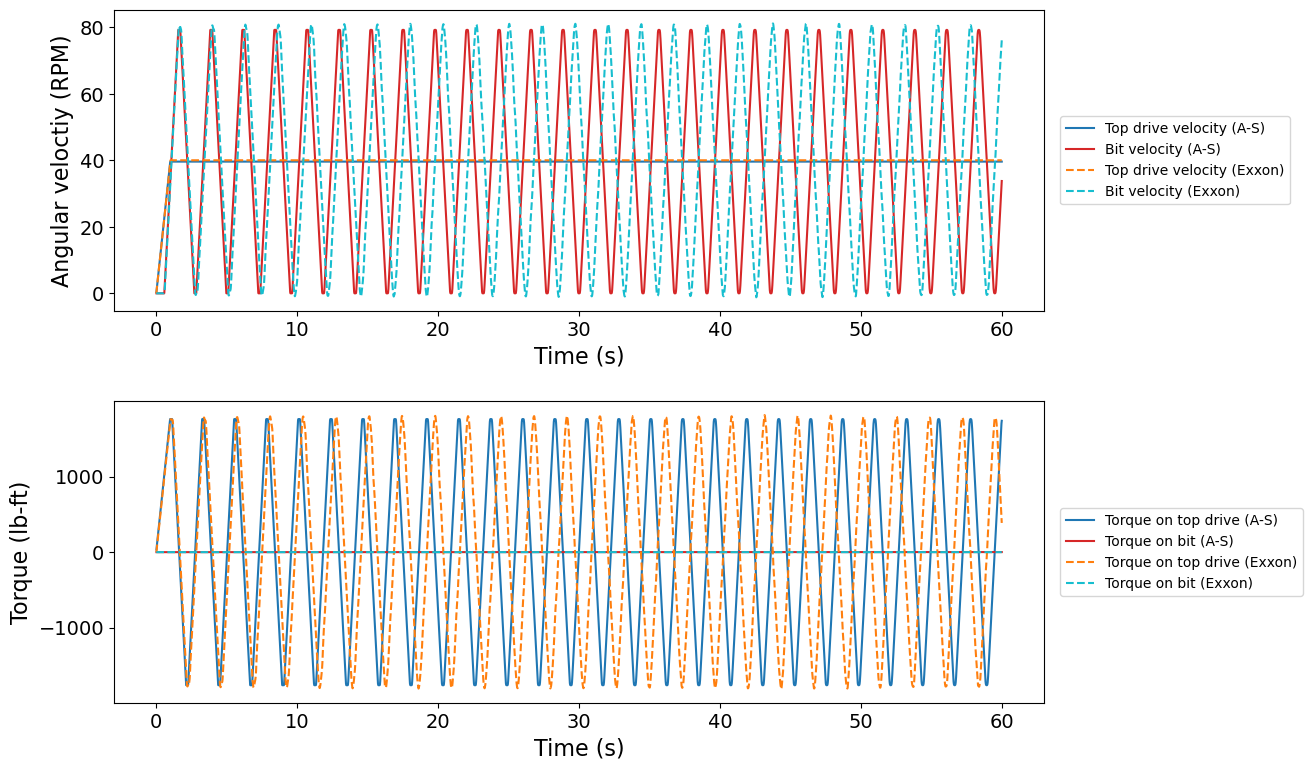 Angular veloctiy (RPM)
80
60
40
20
0
0 10 20 30 40 50 60
Time (s)
Top drive velocity (A-S)
Bit velocity (A-S)
Top drive velocity (Exxon)
Bit velocity (Exxon)
Torque (lb-ft)
1000
0
−1000
0 10 20 30 40 50 60
Time (s)
Torque on top drive (A-S)
Torque on bit (A-S)
Torque on top drive (Exxon)
Torque on bit (Exxon)